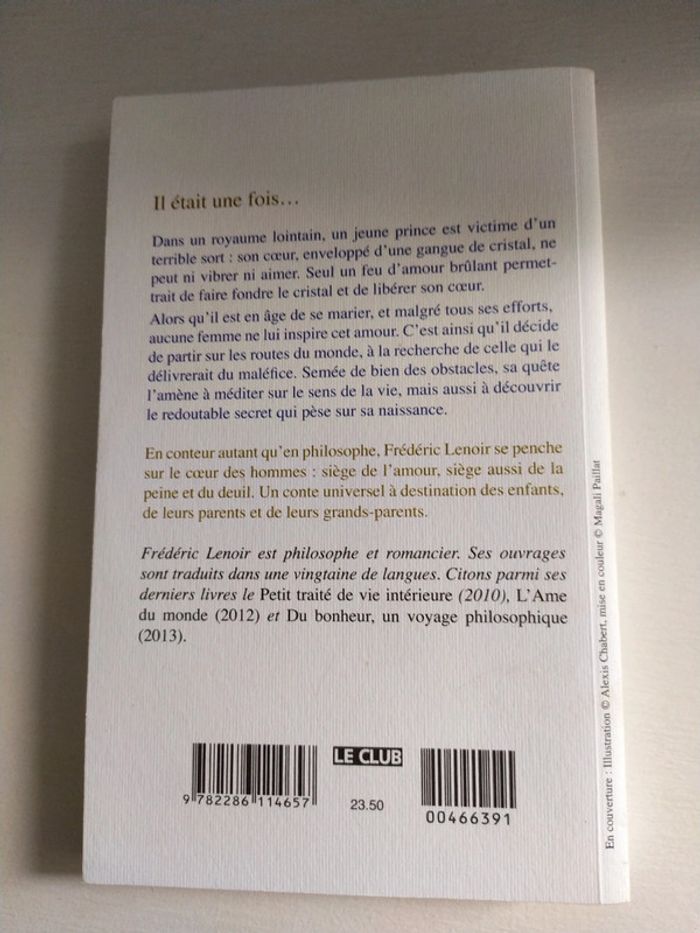 Il était une fois…
Dans un royaume lointain, un jeune prince est victime d'un
terrible sort : son cœur, enveloppé d'une gangue de cristal, ne
peut ni vibrer ni aimer. Seul un feu d'amour brûlant permet-
trait de faire fondre le cristal et de libérer son cœur.
Alors qu'il est en âge de se marier, et malgré tous ses efforts,
aucune femme ne lui inspire cet amour. C'est ainsi qu'il décide
de partir sur les routes du monde, à la recherche de celle qui le
délivrerait du maléfice. Semée de bien des obstacles, sa quête
l'amène à méditer sur le sens de la vie, mais aussi à découvrir
le redoutable secret qui pèse sur sa naissance.
En conteur autant qu'en philosophe, Frédéric Lenoir se penche
sur le cœur des hommes : siège de l'amour, siège aussi de la
peine et du deuil. Un conte universel à destination des enfants,
de leurs parents et de leurs grands-parents.
Frédéric Lenoir est philosophe et romancier. Ses ouvrages
sont traduits dans une vingtaine de langues. Citons parmi ses
derniers livres le Petit traité de vie intérieure (2010), L'Ame
du monde (2012) et Du bonheur, un voyage philosophique
(2013).
LE CLUB
9 782286 114657
23.50
00466391
En couverture : Illustration © Alexis Chabert, mise en couleur © Magali Paillat